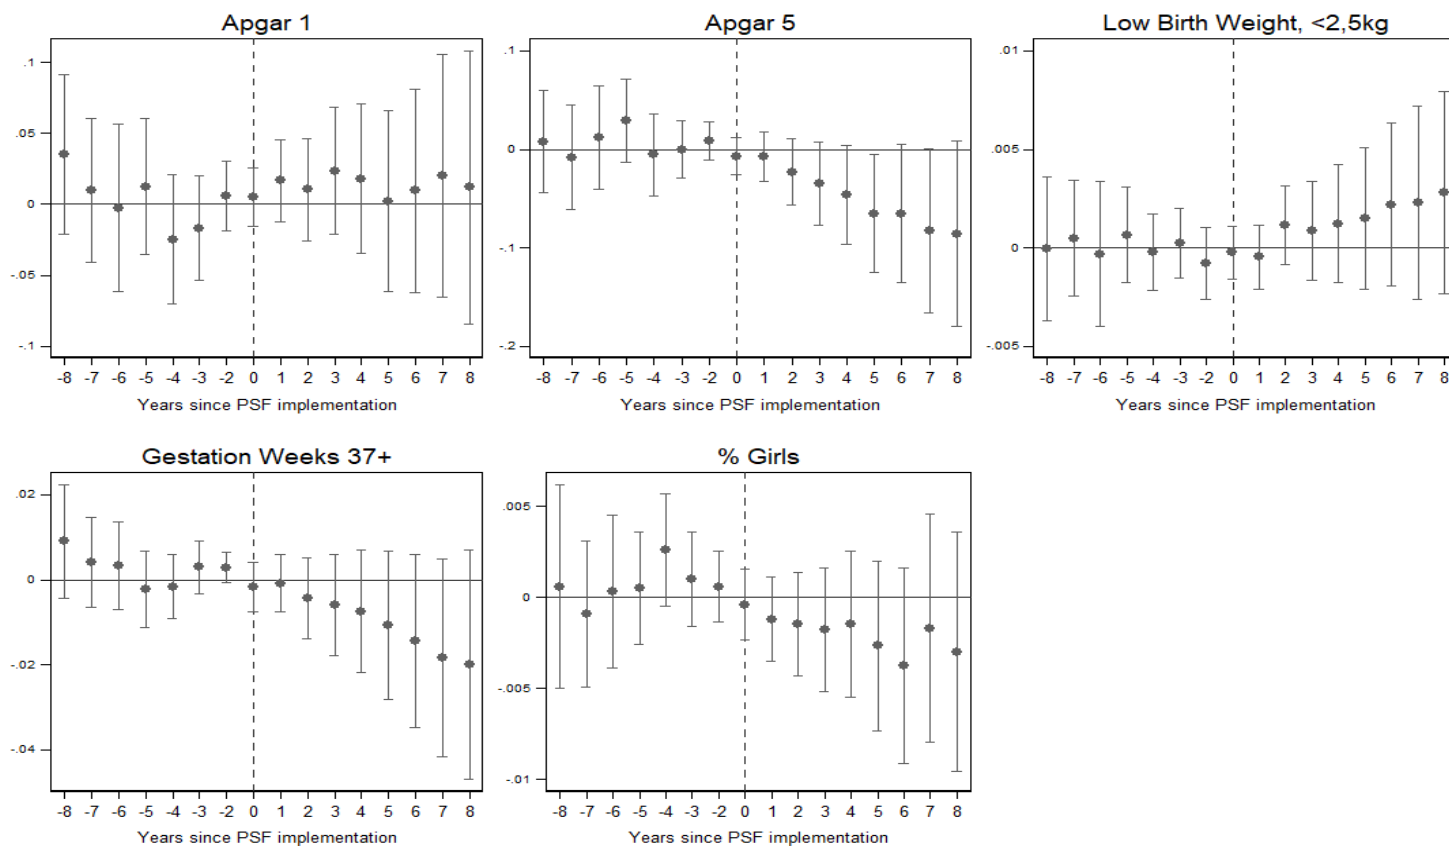 Apgar 1
.1
.05
0
-.05
-.1
-8 -7 -6 -5 -4 -3 -2 0 1 2 3 4 5 6 7 8
Years since PSF implementation
Apgar 5
.1
0
-.1
-.2
-8 -7 -6 -5 -4 -3 -2 0 1 2 3 4 5 6 7 8
Years since PSF implementation
Low Birth Weight, <2,5kg
.01
.005
0
-.005
-8 -7 -6 -5 -4 -3 -2 0 1 2 3 4 5 6 7 8
Years since PSF implementation
Gestation Weeks 37+
.02
0
-.02
-.04
-8 -7 -6 -5 -4 -3 -2 0 1 2 3 4 5 6 7 8
Years since PSF implementation
% Girls
.005
0
-.005
-.01
-8 -7 -6 -5 -4 -3 -2 0 1 2 3 4 5 6 7 8
Years since PSF implementation